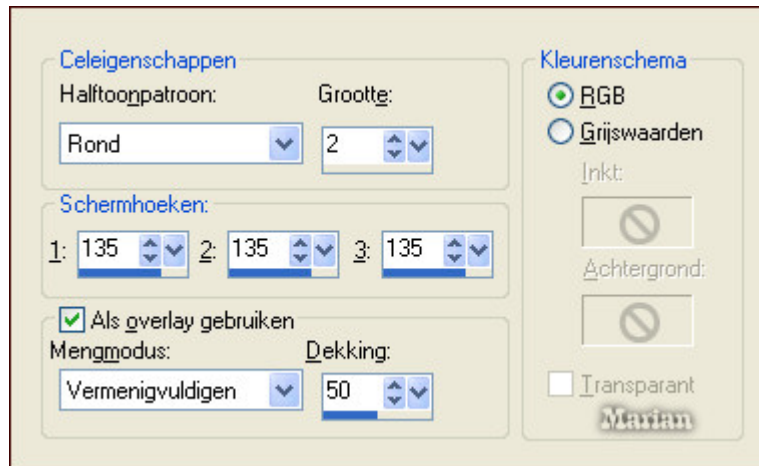 Celeigenschappen
Halftoonpatroon: Grootte:
Rond 2
Schermhoeken:
1: 135 2: 135 3: 135
Als overlay gebruiken
Mengmodus: Dekking:
Vermenigvuldigen 50
Kleurenschema
RGB
Grijswaarden
Inkt:
Achtergrond:
Transparant
Marian